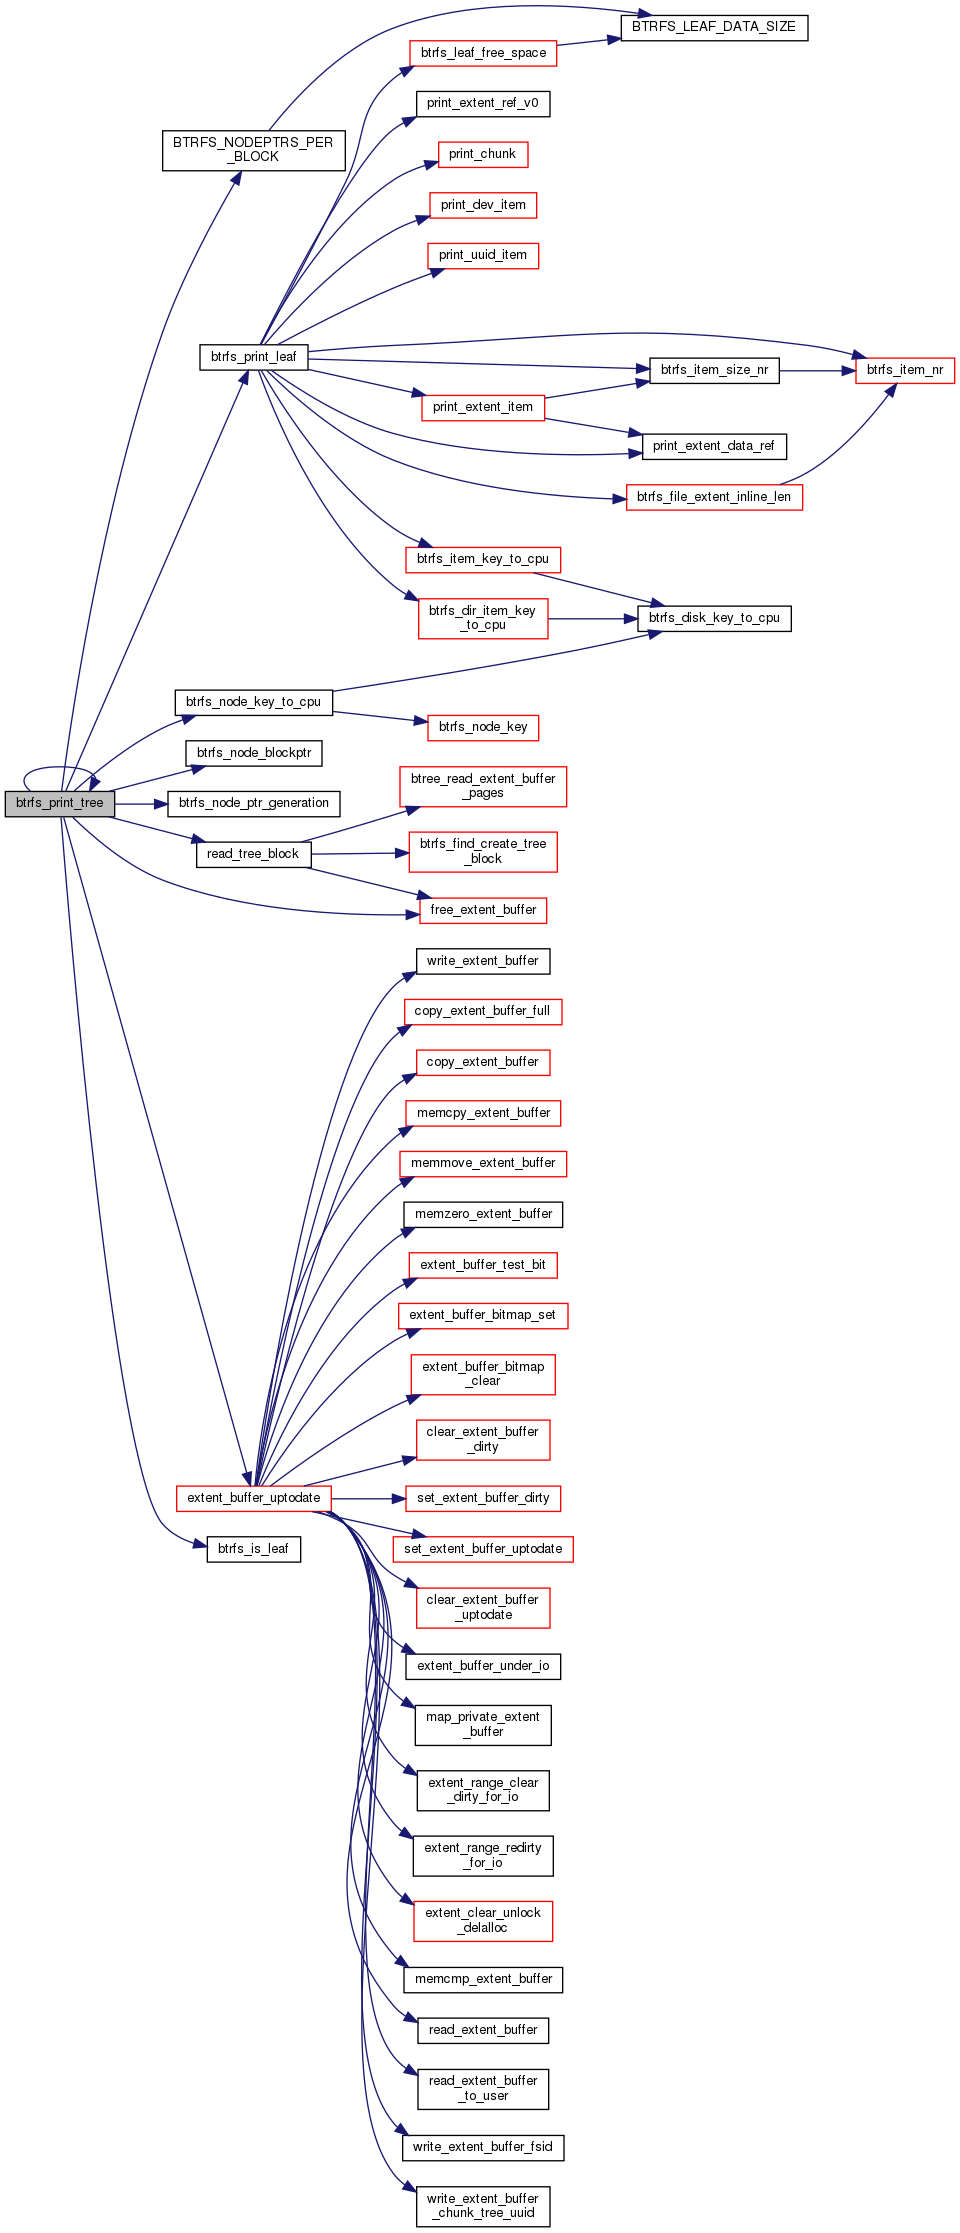 BTRFS_LEAF_DATA_SIZE
btrfs_leaf_free_space
print_extent_ref_v0
BTRFS_NODEPTRS_PER
_BLOCK
print_chunk
print_dev_item
print_uuid_item
btrfs_print_leaf
btrfs_item_size_nr
btrfs_item_nr
print_extent_item
print_extent_data_ref
btrfs_file_extent_inline_len
btrfs_item_key_to_cpu
btrfs_dir_item_key
_to_cpu
btrfs_disk_key_to_cpu
btrfs_node_key_to_cpu
btrfs_node_key
btrfs_node_blockptr
btrfs_print_tree
btrfs_node_ptr_generation
btree_read_extent_buffer
_pages
read_tree_block
btrfs_find_create_tree
_block
free_extent_buffer
write_extent_buffer
copy_extent_buffer_full
copy_extent_buffer
memcpy_extent_buffer
memmove_extent_buffer
memzero_extent_buffer
extent_buffer_test_bit
extent_buffer_bitmap_set
extent_buffer_bitmap
_clear
clear_extent_buffer
_dirty
extent_buffer_uptodate
set_extent_buffer_dirty
btrfs_is_leaf
set_extent_buffer_uptodate
clear_extent_buffer
_uptodate
extent_buffer_under_io
map_private_extent
_buffer
extent_range_clear
_dirty_for_io
extent_range_redirty
_for_io
extent_clear_unlock
_delalloc
memcmp_extent_buffer
read_extent_buffer
read_extent_buffer
_to_user
write_extent_buffer_fsid
write_extent_buffer
_chunk_tree_uuid